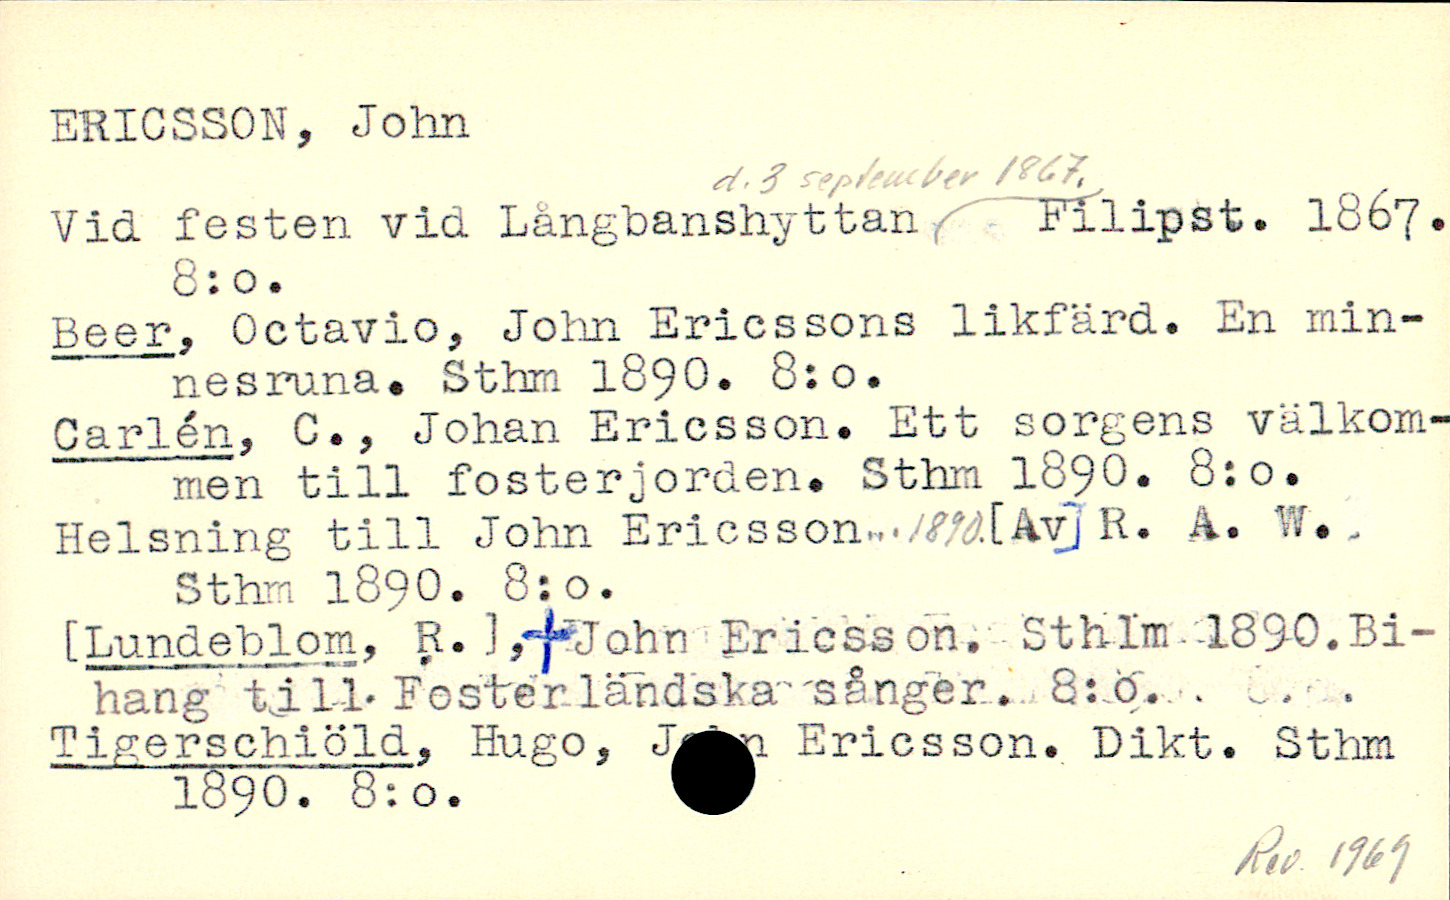 ERICSSON, John
d. 3 september 1867.
Vid festen vid Långbanshyttan Filipst. 1867.
8:o.
Beer, Octavio, John Ericssons likfärd. En min-
nesruna. Sthm 1890. 8:o.
Carlén, C., Johan Ericsson. Ett sorgens välkom-
men till fosterjorden. Sthm 1890. 8:o.
Helsning till John Ericsson... 1890. [Av] R. A. W.
Sthm 1890. 8:o.
[Lundeblom, R.], † John Ericsson. Sthlm 1890. Bi-
hang till Fosterländska sånger. 8:o.
Tigerschiöld, Hugo, John Ericsson. Dikt. Sthm
1890. 8:o.
Rev. 1969